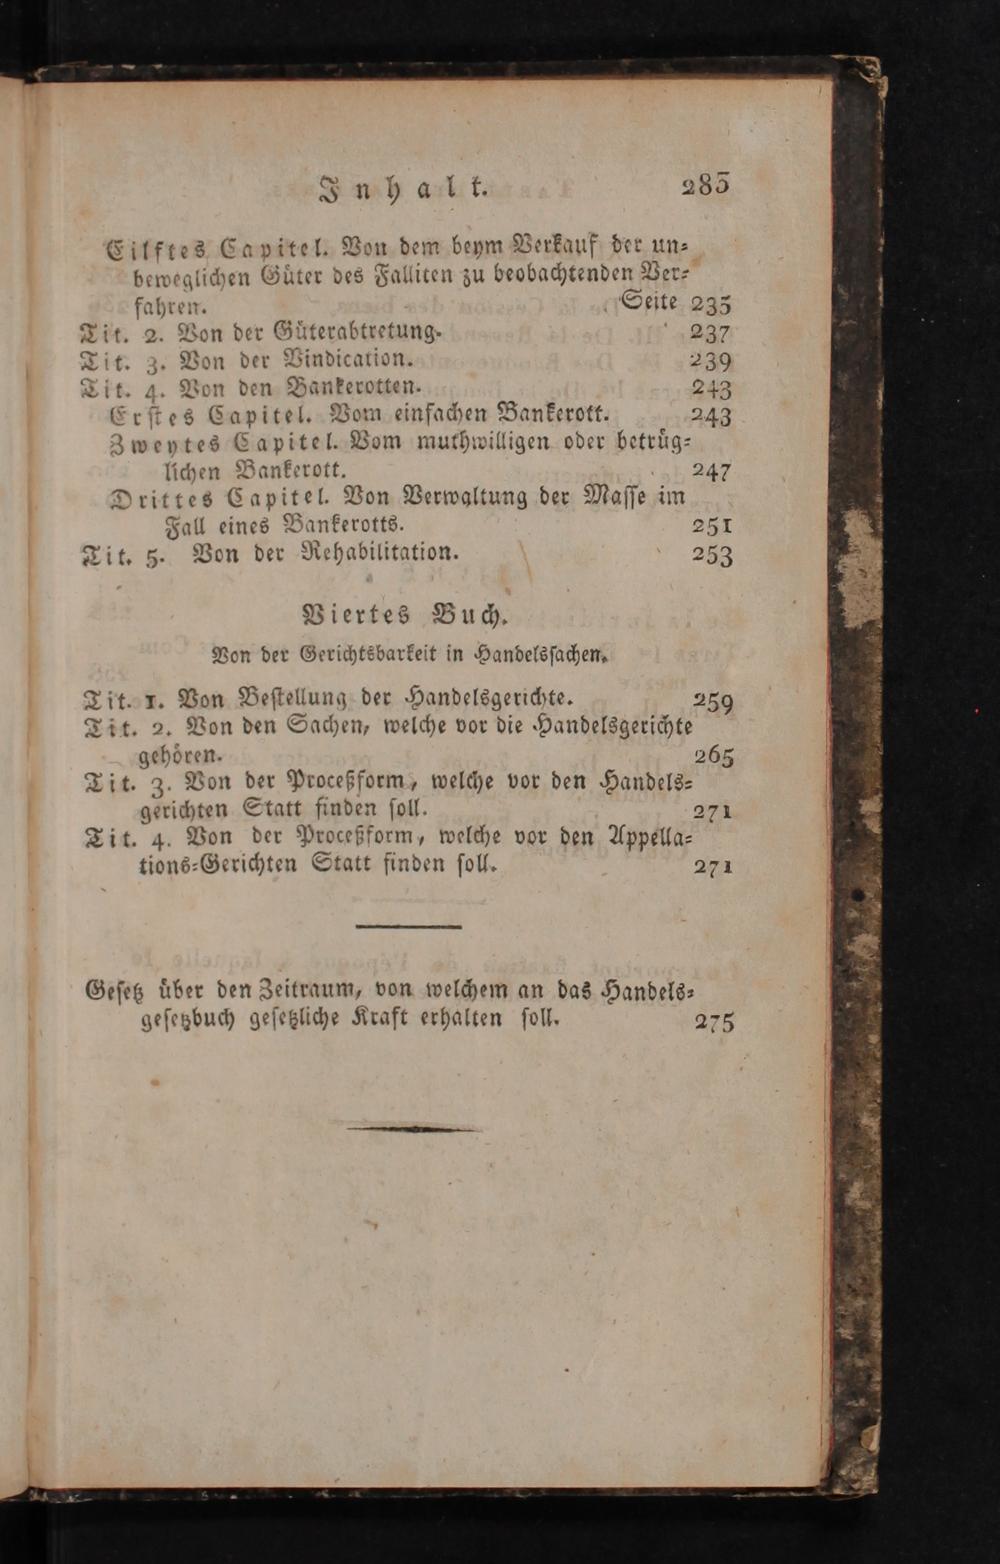 Inhalt. 285
Eilftes Capitel. Von dem beym Verkauf der un⸗
beweglichen Güter des Falliten zu beobachtenden Ver⸗
fahren. Seite 235
Tit. 2. Von der Güterabtretung. 237
Tit. 3. Von der Vindication. 239
Tit. 4. Von den Bankerotten. 243
Erſtes Capitel. Vom einfachen Bankerott. 243
Zweytes Capitel. Vom muthwilligen oder betrüg⸗
lichen Bankerott. 247
Drittes Capitel. Von Verwaltung der Maſſe im
Fall eines Bankerotts. 251
Tit. 5. Von der Rehabilitation. 253
Viertes Buch.
Von der Gerichtsbarkeit in Handelsſachen.
Tit. 1. Von Beſtellung der Handelsgerichte. 259
Tit. 2. Von den Sachen, welche vor die Handelsgerichte
gehören. 265
Tit. 3. Von der Proceßform, welche vor den Handels⸗
gerichten Statt finden ſoll. 271
Tit. 4. Von der Proceßform, welche vor den Appella⸗
tions⸗Gerichten Statt finden ſoll. 271
Geſetz über den Zeitraum, von welchem an das Handels⸗
geſetzbuch geſetzliche Kraft erhalten ſoll. 275